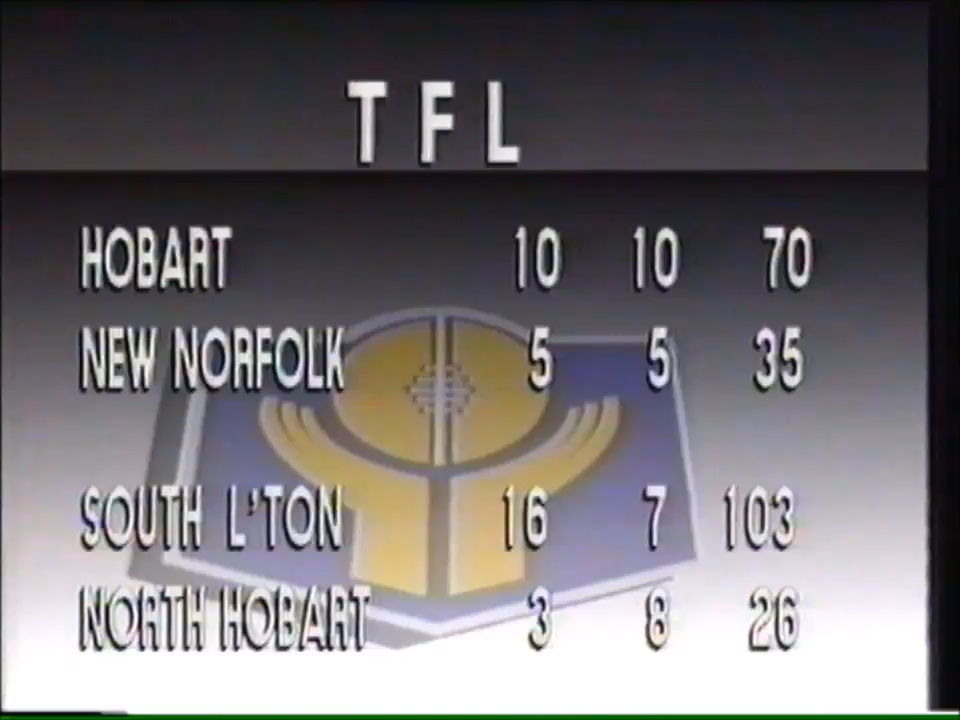 T F L
HOBART 10 10 70
NEW NORFOLK 5 5 35
SOUTH L'TON 16 7 103
NORTH HOBART 3 8 26